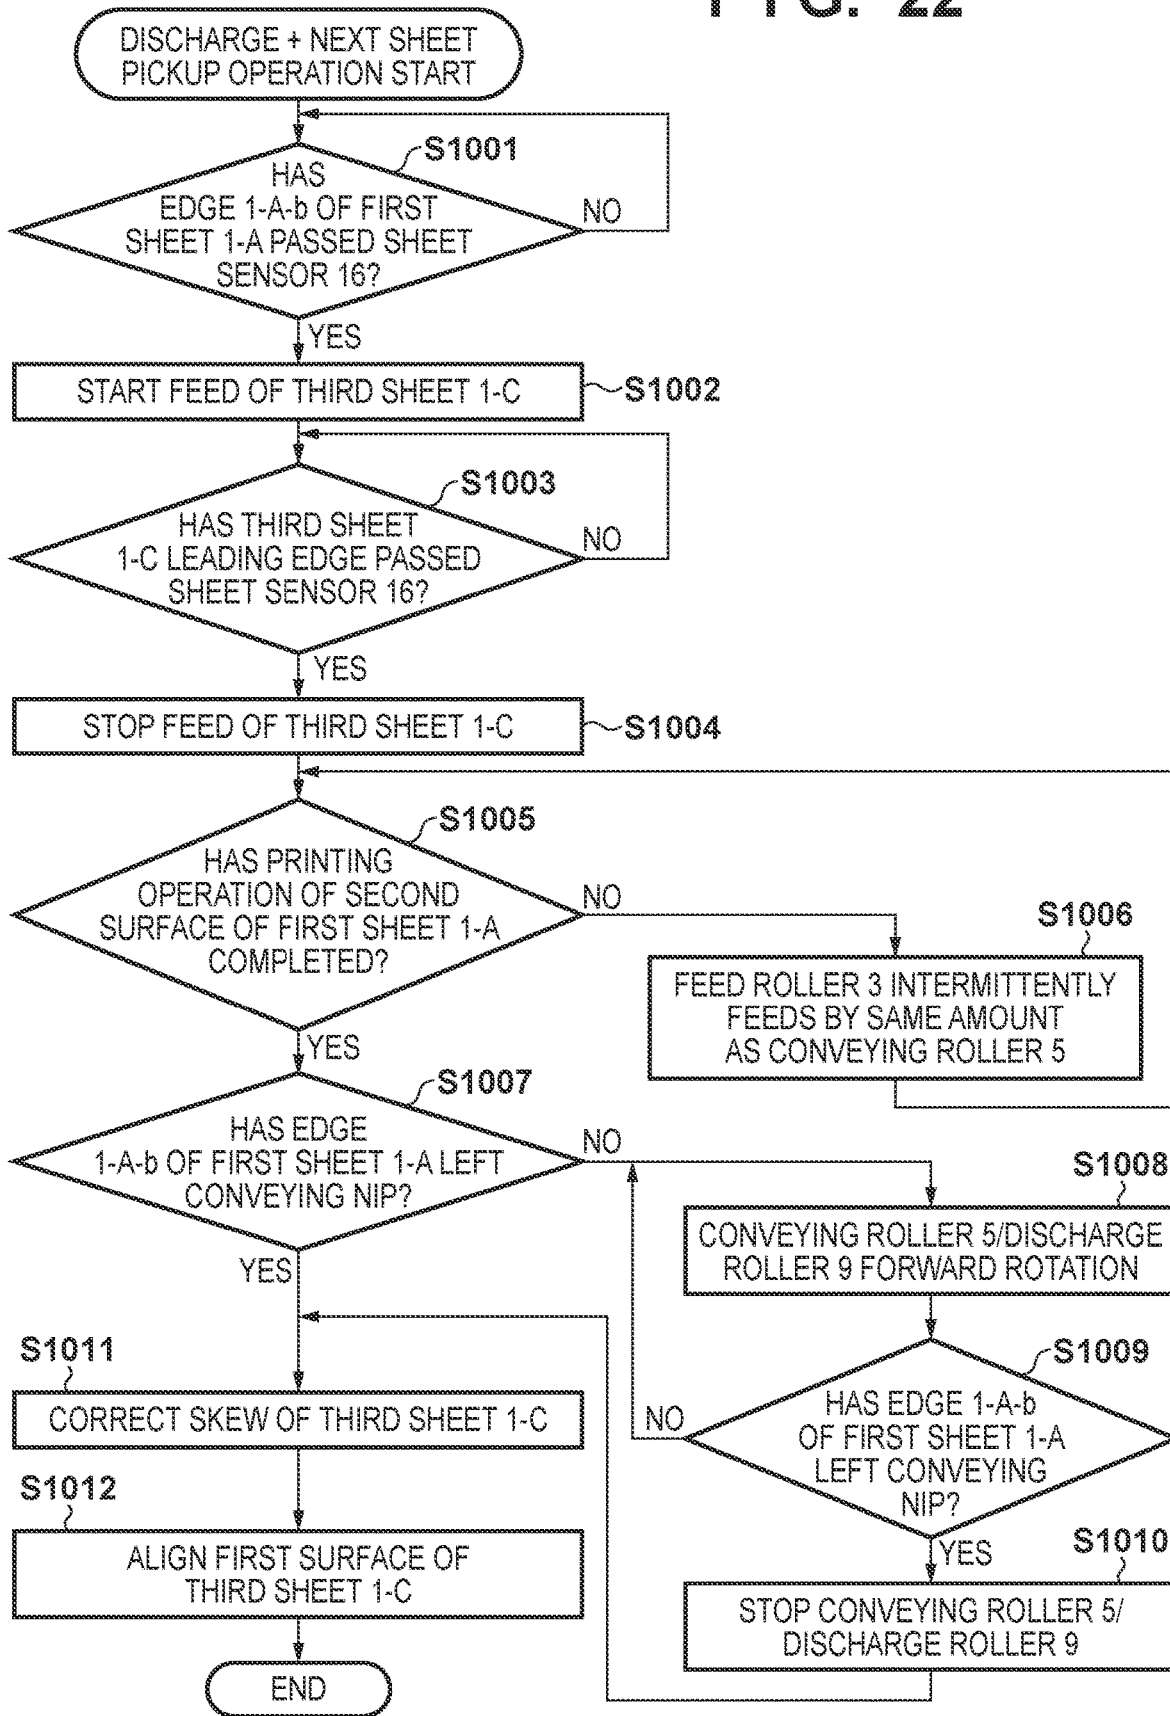 FIG. 22
DISCHARGE + NEXT SHEET
PICKUP OPERATION START
S1001
HAS
EDGE 1-A-b OF FIRST
SHEET 1-A PASSED SHEET
SENSOR 16?
NO
YES
START FEED OF THIRD SHEET 1-C
S1002
S1003
HAS THIRD SHEET
1-C LEADING EDGE PASSED
SHEET SENSOR 16?
NO
YES
STOP FEED OF THIRD SHEET 1-C
S1004
S1005
HAS PRINTING
OPERATION OF SECOND
SURFACE OF FIRST SHEET 1-A
COMPLETED?
NO
YES
S1006
FEED ROLLER 3 INTERMITTENTLY
FEEDS BY SAME AMOUNT
AS CONVEYING ROLLER 5
S1007
HAS EDGE
1-A-b OF FIRST SHEET 1-A LEFT
CONVEYING NIP?
NO
YES
S1008
CONVEYING ROLLER 5/DISCHARGE
ROLLER 9 FORWARD ROTATION
S1009
HAS EDGE 1-A-b
OF FIRST SHEET 1-A
LEFT CONVEYING
NIP?
NO
YES
S1010
STOP CONVEYING ROLLER 5/
DISCHARGE ROLLER 9
S1011
CORRECT SKEW OF THIRD SHEET 1-C
S1012
ALIGN FIRST SURFACE OF
THIRD SHEET 1-C
END